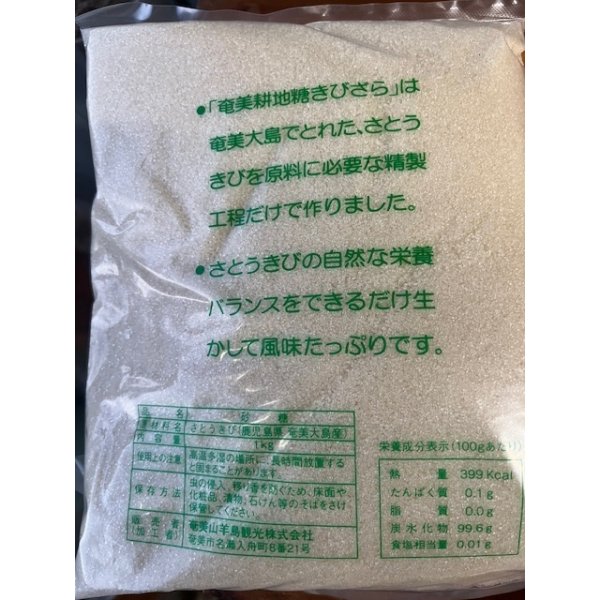 ●「奄美耕地糖きびざら」は
奄美大島でとれた、さとう
きびを原料に必要な精製
工程だけで作りました。
●さとうきびの自然な栄養
バランスをできるだけ生
かして風味たっぷりです。
品名 砂糖
原材料名 さとうきび(鹿児島県 奄美大島産)
内容量 1kg
使用上の注意 高温多湿の場所に長時間放置する
と固まることがあります。
保存方法 虫の侵入、移り香を防ぐため、床面や、
化粧品、漬物、石けん等のそばをさけ
保管してください。
販売者 奄美山羊島観光株式会社
(加工者) 奄美市名瀬入舟町8番21号
栄養成分表示(100gあたり)
熱量 399Kcal
たんぱく質 0.1g
脂質 0.0g
炭水化物 99.6g
食塩相当量 0.01g